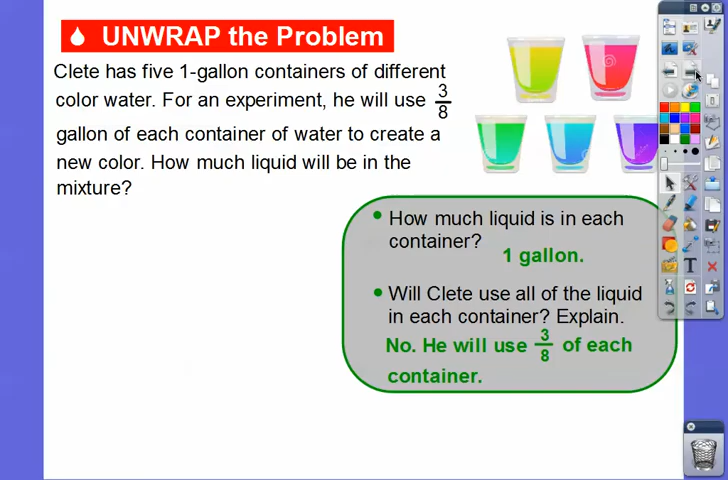 UNWRAP the Problem
Clete has five 1-gallon containers of different
color water. For an experiment, he will use 3/8
gallon of each container of water to create a
new color. How much liquid will be in the
mixture?
• How much liquid is in each
container?
1 gallon.
• Will Clete use all of the liquid
in each container? Explain.
No. He will use 3/8 of each
container.
T